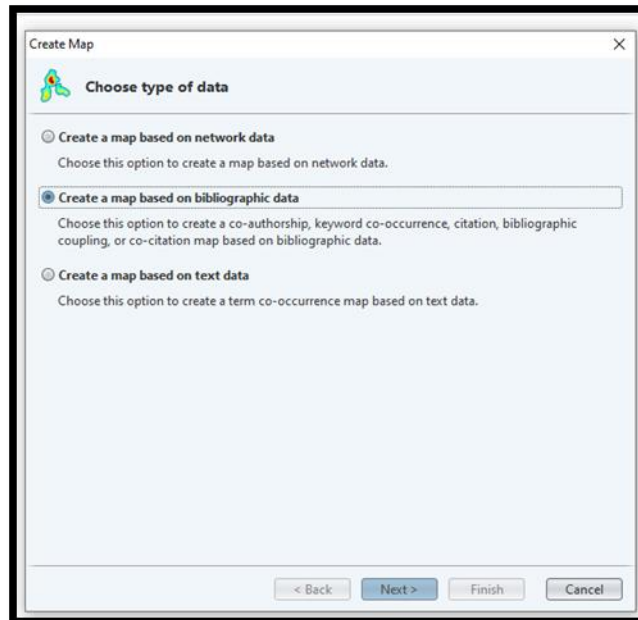 Create Map
Choose type of data
Create a map based on network data
Choose this option to create a map based on network data.
Create a map based on bibliographic data
Choose this option to create a co-authorship, keyword co-occurrence, citation, bibliographic
coupling, or co-citation map based on bibliographic data.
Create a map based on text data
Choose this option to create a term co-occurrence map based on text data.
< Back Next > Finish Cancel